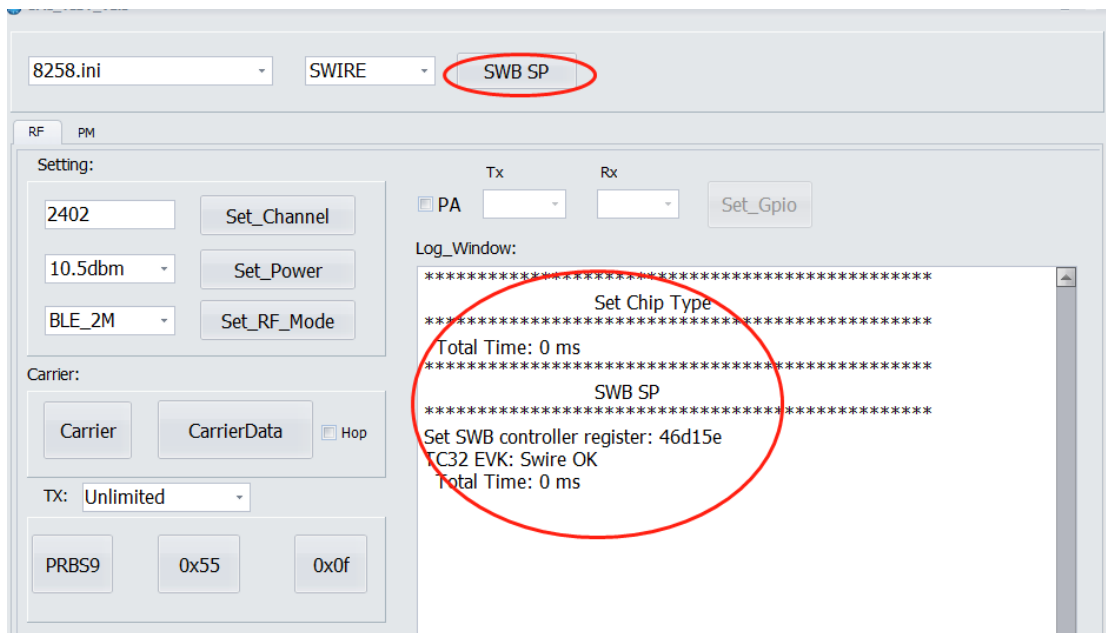 8258.ini SWIRE SWB SP
RF PM
Setting:
2402 Set_Channel
10.5dbm Set_Power
BLE_2M Set_RF_Mode
Carrier:
Carrier CarrierData Hop
TX: Unlimited
PRBS9 0x55 0x0f
Tx Rx
PA Set_Gpio
Log_Window:
************************************************
Set Chip Type
************************************************
Total Time: 0 ms
************************************************
SWB SP
************************************************
Set SWB controller register: 46d15e
TC32 EVK: Swire OK
Total Time: 0 ms